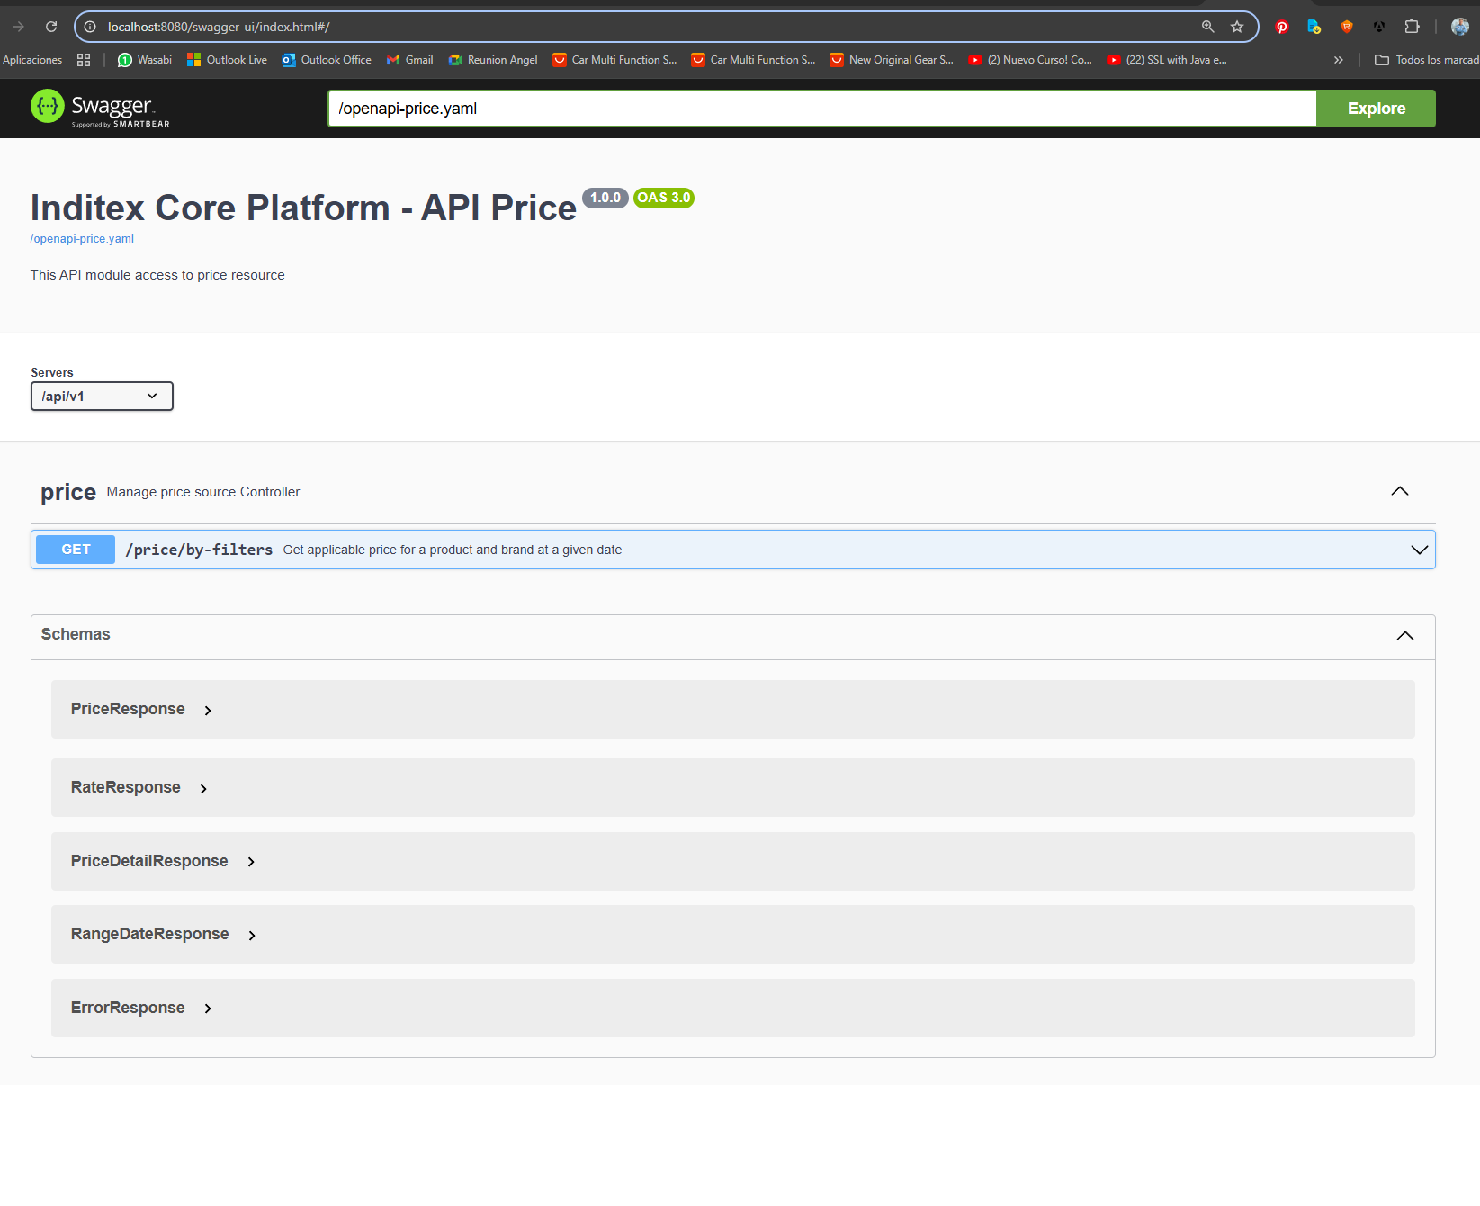 localhost:8080/swagger-ui/index.html#/
Aplicaciones
Wasabi
Outlook Live
Outlook Office
Gmail
Reunion Angel
Car Multi Function S...
Car Multi Function S...
New Original Gear S...
(2) Nuevo Curso! Co...
(22) SSL with Java e...
»
Todos los marcad
Swagger
Supported by SMARTBEAR
/openapi-price.yaml
Explore
Inditex Core Platform - API Price 1.0.0 OAS 3.0
/openapi-price.yaml
This API module access to price resource
Servers
/api/v1
price Manage price source Controller
GET /price/by-filters Get applicable price for a product and brand at a given date
Schemas
PriceResponse
RateResponse
PriceDetailResponse
RangeDateResponse
ErrorResponse